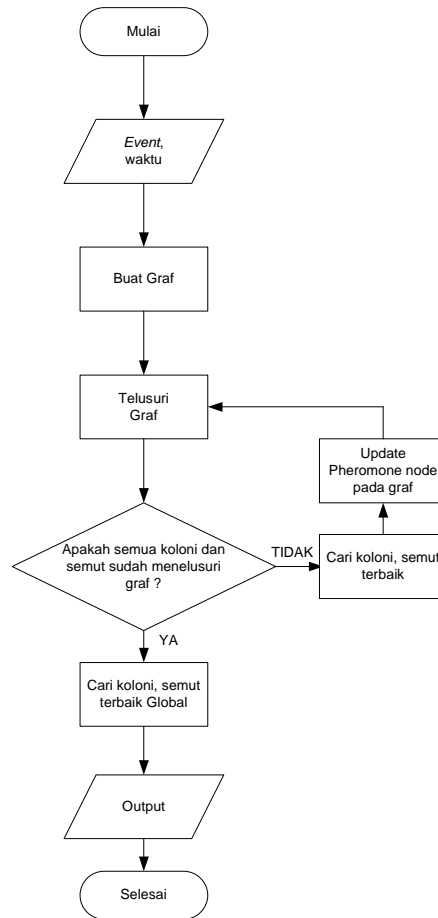 Mulai
Event,
waktu
Buat Graf
Telusuri
Graf
Update
Pheromone node
pada graf
Apakah semua koloni dan
semut sudah menelusuri
graf ?
TIDAK
Cari koloni, semut
terbaik
YA
Cari koloni, semut
terbaik Global
Output
Selesai